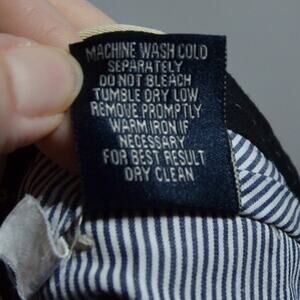 MACHINE WASH COLD
SEPARATELY
DO NOT BLEACH
TUMBLE DRY LOW
REMOVE PROMPTLY
WARM IRON IF
NECESSARY
FOR BEST RESULT
DRY CLEAN